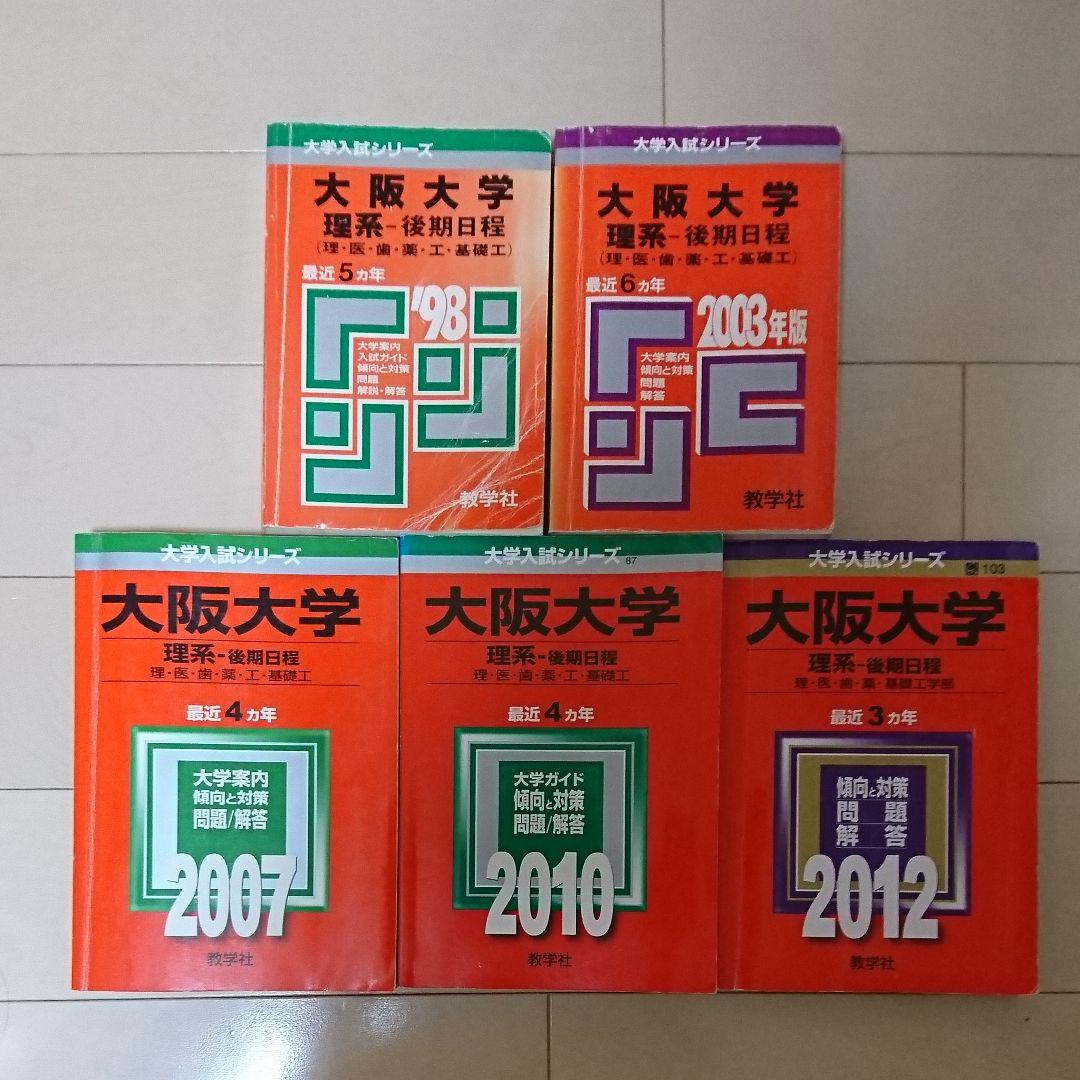 大学入試シリーズ
大阪大学
理系-後期日程
(理・医・歯・薬・工・基礎工)
最近5ヵ年
'98
大学案内
入試ガイド
傾向と対策
問題
解説・解答
教学社
大学入試シリーズ
大阪大学
理系-後期日程
(理・医・歯・薬・工・基礎工)
最近6ヵ年
2003年版
大学案内
傾向と対策
問題
解答
教学社
大学入試シリーズ
大阪大学
理系-後期日程
理・医・歯・薬・工・基礎工
最近4ヵ年
大学案内
傾向と対策
問題/解答
2007
教学社
大学入試シリーズ
87
大阪大学
理系-後期日程
理・医・歯・薬・工・基礎工
最近4ヵ年
大学ガイド
傾向と対策
問題/解答
2010
教学社
大学入試シリーズ
103
大阪大学
理系-後期日程
理・医・歯・薬・基礎工学部
最近3ヵ年
傾向と対策
問題
解答
2012
教学社